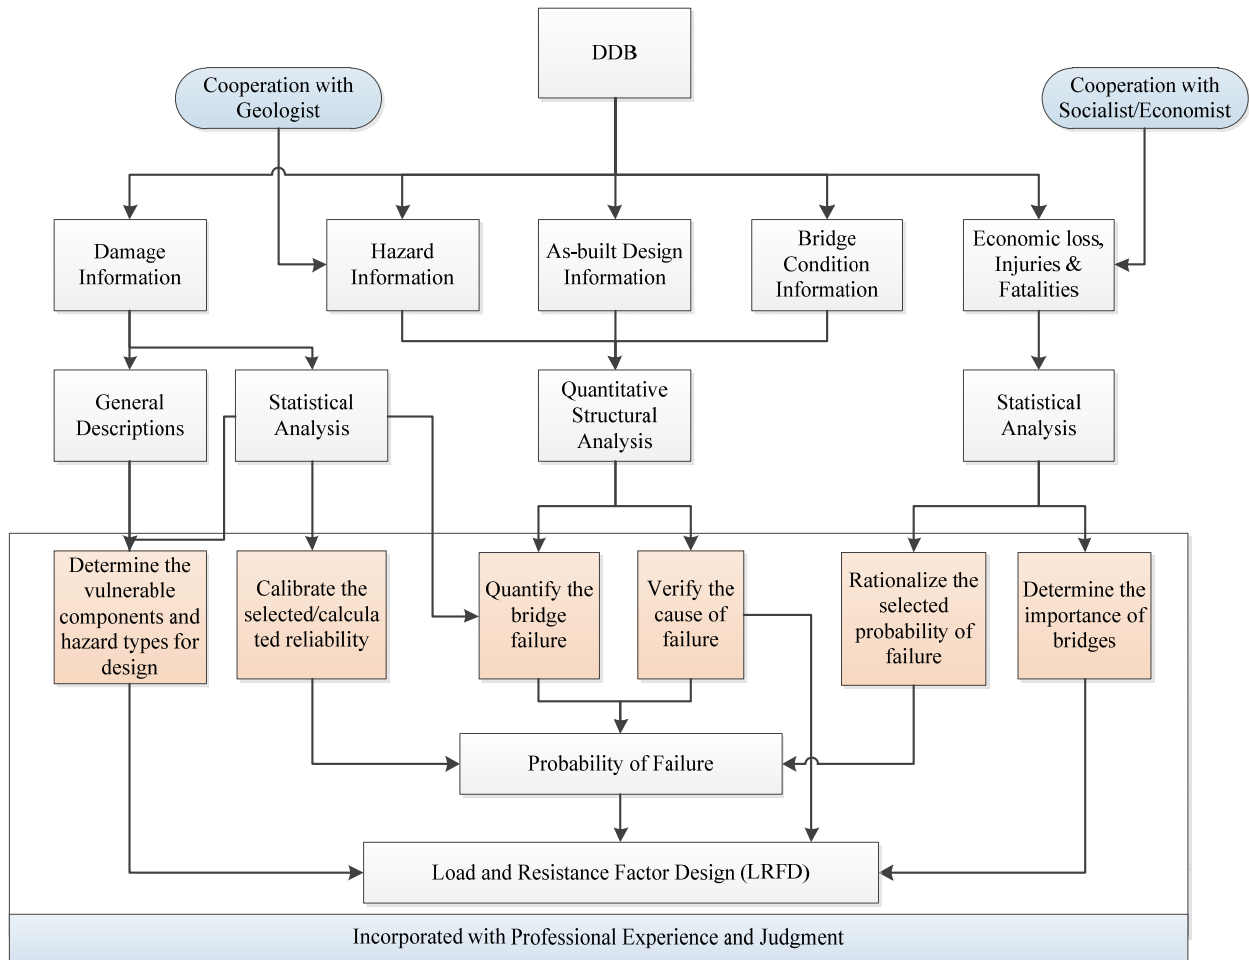 DDB
Cooperation with
Geologist
Cooperation with
Socialist/Economist
Damage
Information
Hazard
Information
As-built Design
Information
Bridge
Condition
Information
Economic loss,
Injuries &
Fatalities
General
Descriptions
Statistical
Analysis
Quantitative
Structural
Analysis
Statistical
Analysis
Determine the
vulnerable
components and
hazard types for
design
Calibrate the
selected/calcula
ted reliability
Quantify the
bridge
failure
Verify the
cause of
failure
Rationalize the
selected
probability of
failure
Determine the
importance of
bridges
Probability of Failure
Load and Resistance Factor Design (LRFD)
Incorporated with Professional Experience and Judgment